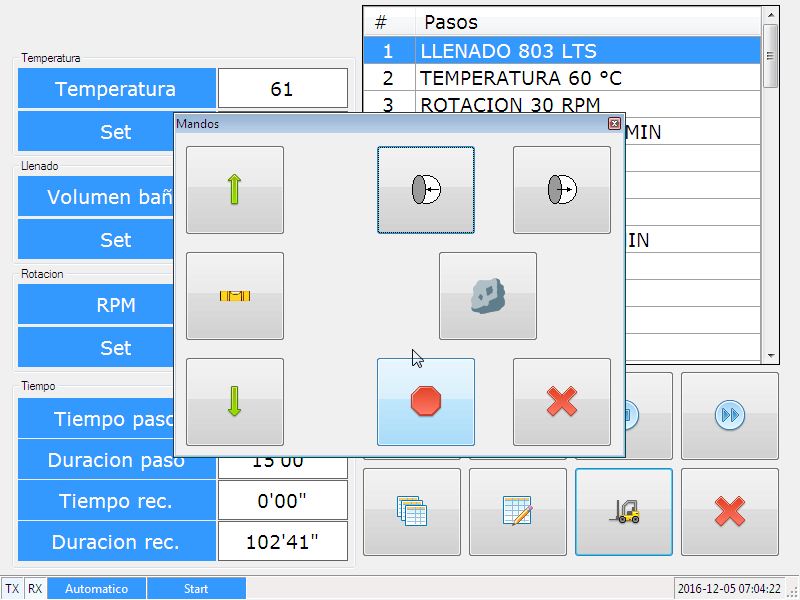 Temperatura
Temperatura 61
Set
Llenado
Volumen bañ
Set
Rotacion
RPM
Set
Tiempo
Tiempo paso
Duracion paso 15'00"
Tiempo rec. 0'00"
Duracion rec. 102'41"
# Pasos
1 LLENADO 803 LTS
2 TEMPERATURA 60 °C
3 ROTACION 30 RPM
MIN
IN
Mandos
TX RX Automatico Start 2016-12-05 07:04:22